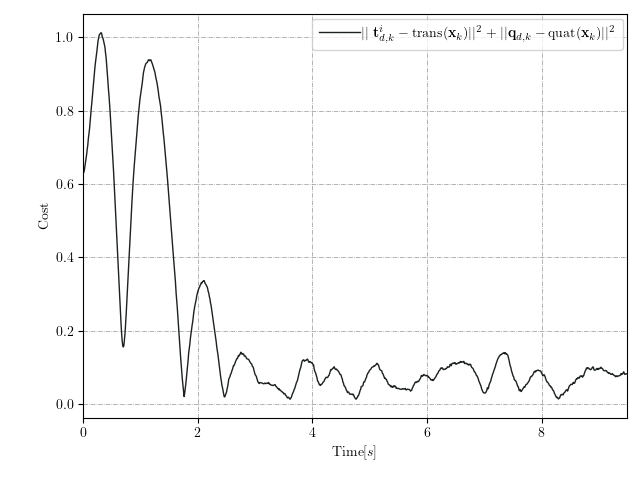 || t^i_{d,k} − trans(x_k)||^2 + ||q_{d,k} − quat(x_k)||^2
1.0
0.8
0.6
0.4
0.2
0.0
Cost
0 2 4 6 8
Time[s]